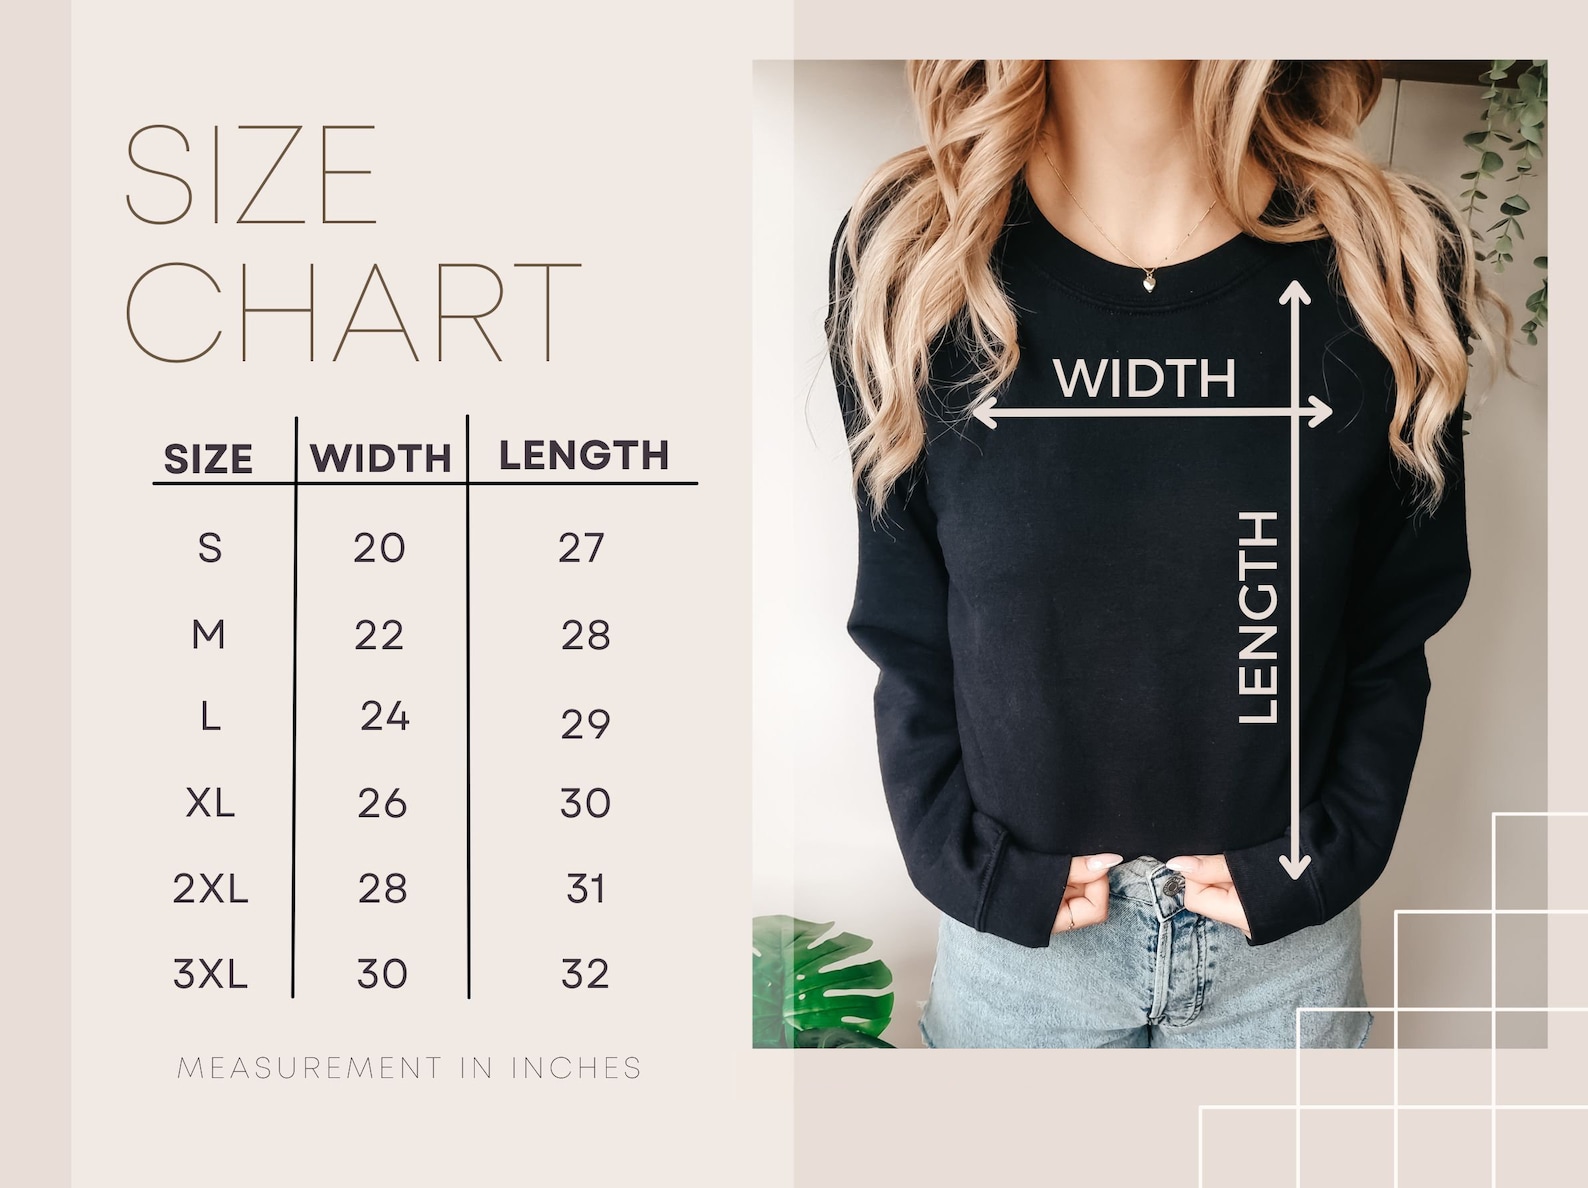 SIZE
CHART
SIZE WIDTH LENGTH
S 20 27
M 22 28
L 24 29
XL 26 30
2XL 28 31
3XL 30 32
MEASUREMENT IN INCHES
WIDTH
LENGTH